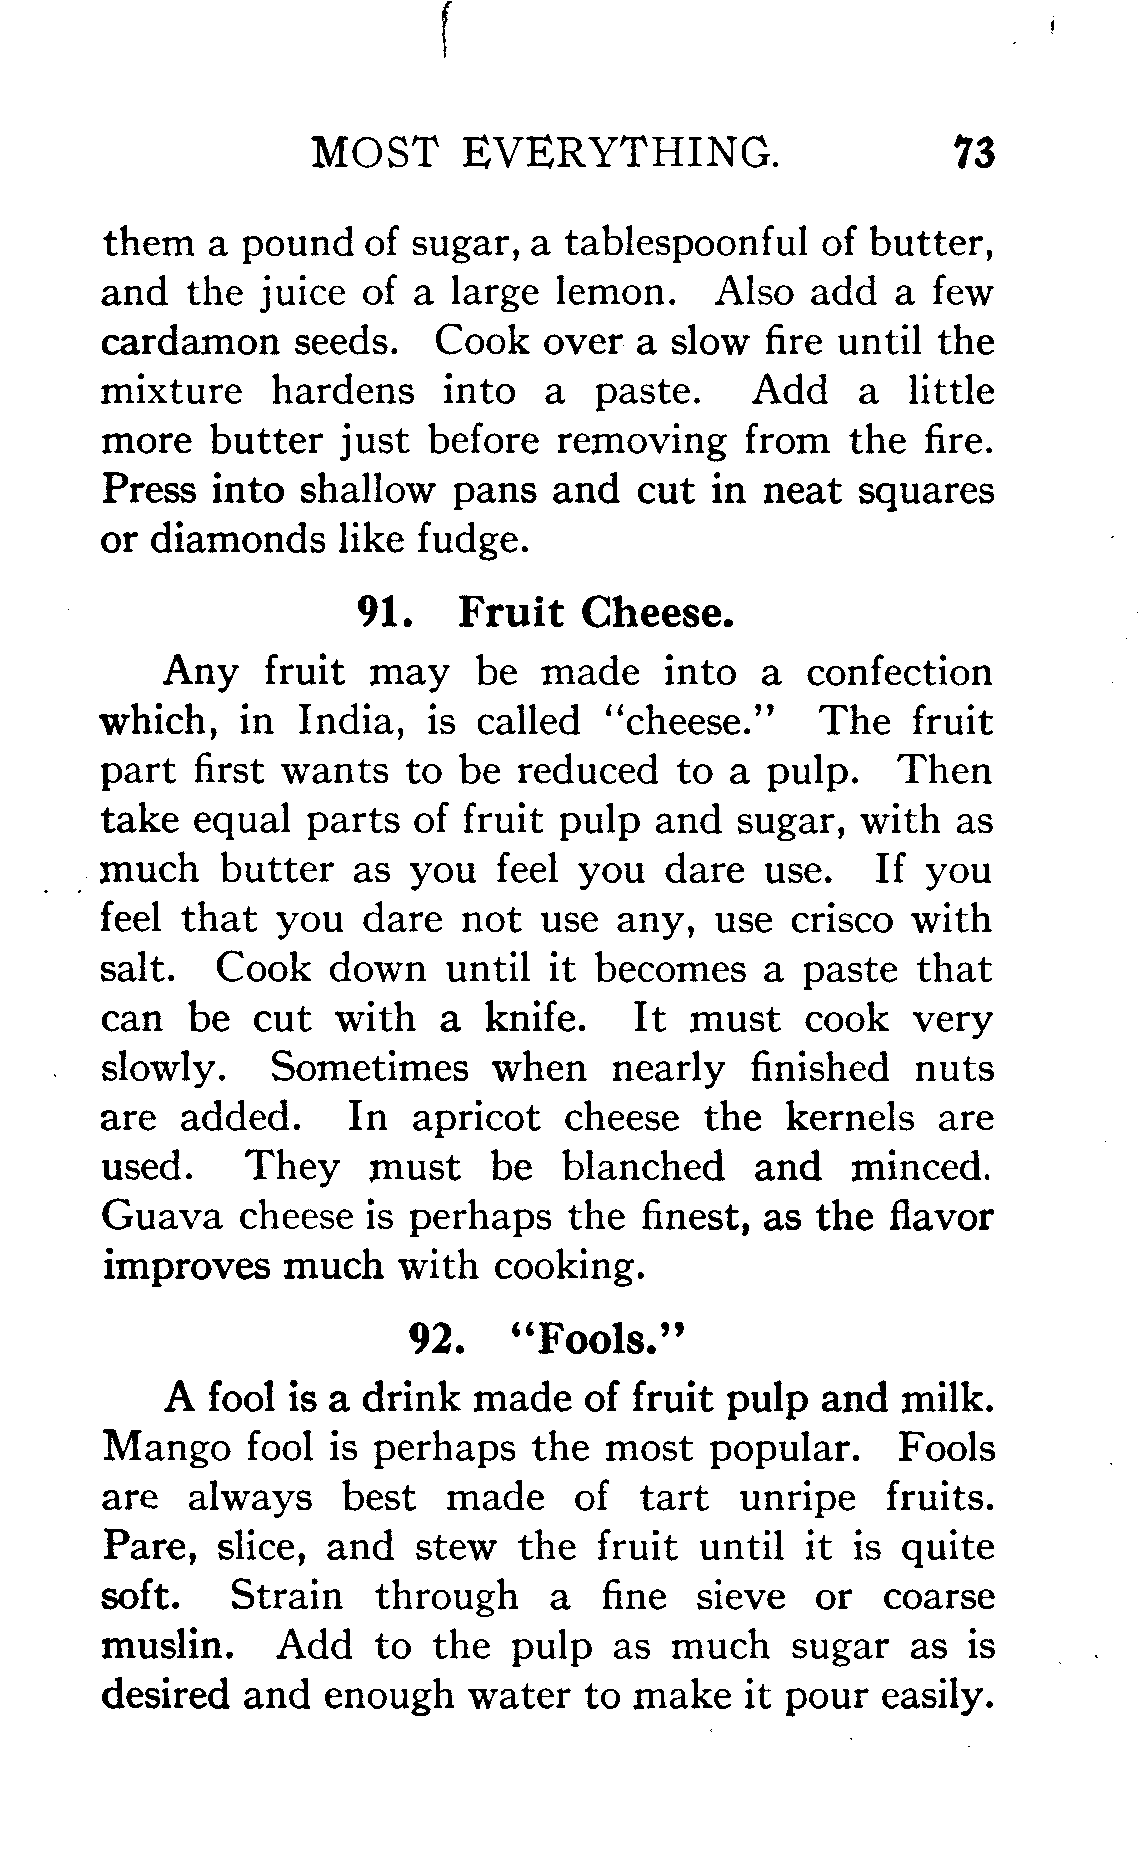 MOST EVERYTHING. 73
them a pound of sugar, a tablespoonful of butter,
and the juice of a large lemon. Also add a few
cardamon seeds. Cook over a slow fire until the
mixture hardens into a paste. Add a little
more butter just before removing from the fire.
Press into shallow pans and cut in neat squares
or diamonds like fudge.
91. Fruit Cheese.
Any fruit may be made into a confection
which, in India, is called "cheese." The fruit
part first wants to be reduced to a pulp. Then
take equal parts of fruit pulp and sugar, with as
much butter as you feel you dare use. If you
feel that you dare not use any, use crisco with
salt. Cook down until it becomes a paste that
can be cut with a knife. It must cook very
slowly. Sometimes when nearly finished nuts
are added. In apricot cheese the kernels are
used. They must be blanched and minced.
Guava cheese is perhaps the finest, as the flavor
improves much with cooking.
92. "Fools."
A fool is a drink made of fruit pulp and milk.
Mango fool is perhaps the most popular. Fools
are always best made of tart unripe fruits.
Pare, slice, and stew the fruit until it is quite
soft. Strain through a fine sieve or coarse
muslin. Add to the pulp as much sugar as is
desired and enough water to make it pour easily.